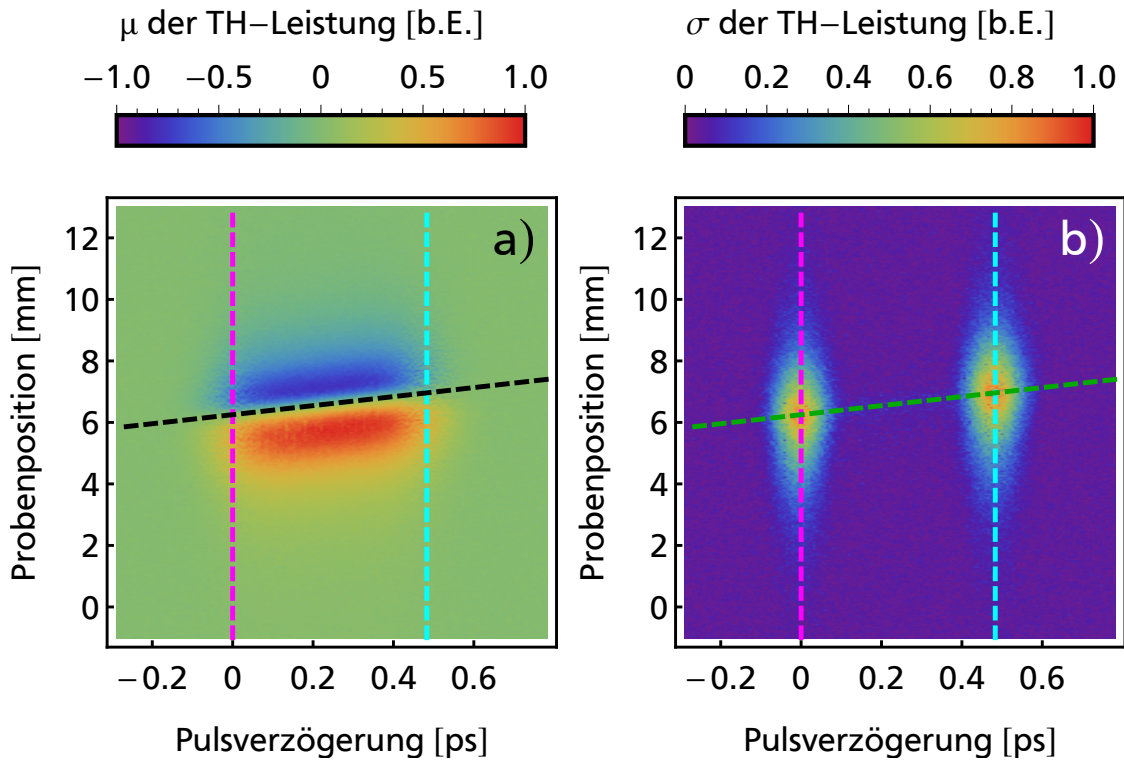 μ der TH−Leistung [b.E.]
−1.0 −0.5 0 0.5 1.0
σ der TH−Leistung [b.E.]
0 0.2 0.4 0.6 0.8 1.0
a)
12
10
8
6
4
2
0
Probenposition [mm]
−0.2 0 0.2 0.4 0.6
Pulsverzögerung [ps]
b)
12
10
8
6
4
2
0
Probenposition [mm]
−0.2 0 0.2 0.4 0.6
Pulsverzögerung [ps]